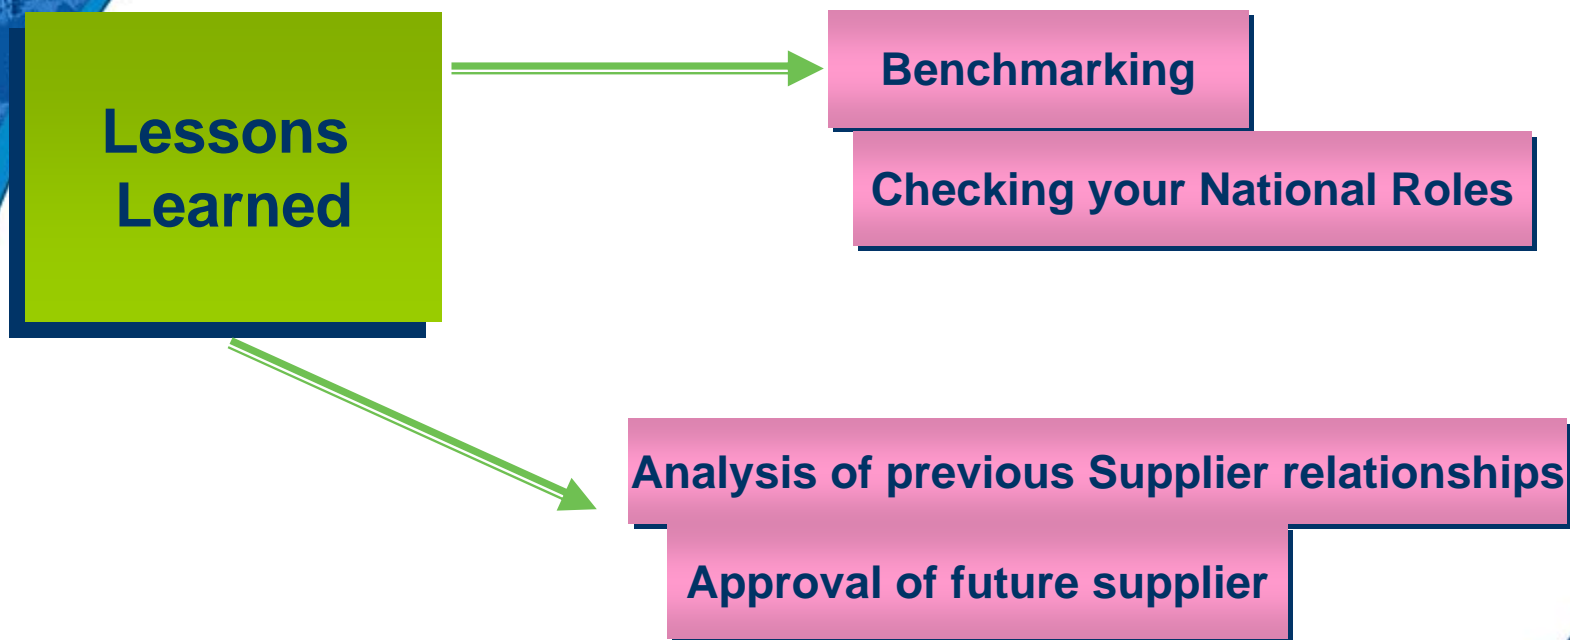 Lessons
Learned
Benchmarking
Checking your National Roles
Analysis of previous Supplier relationships
Approval of future supplier